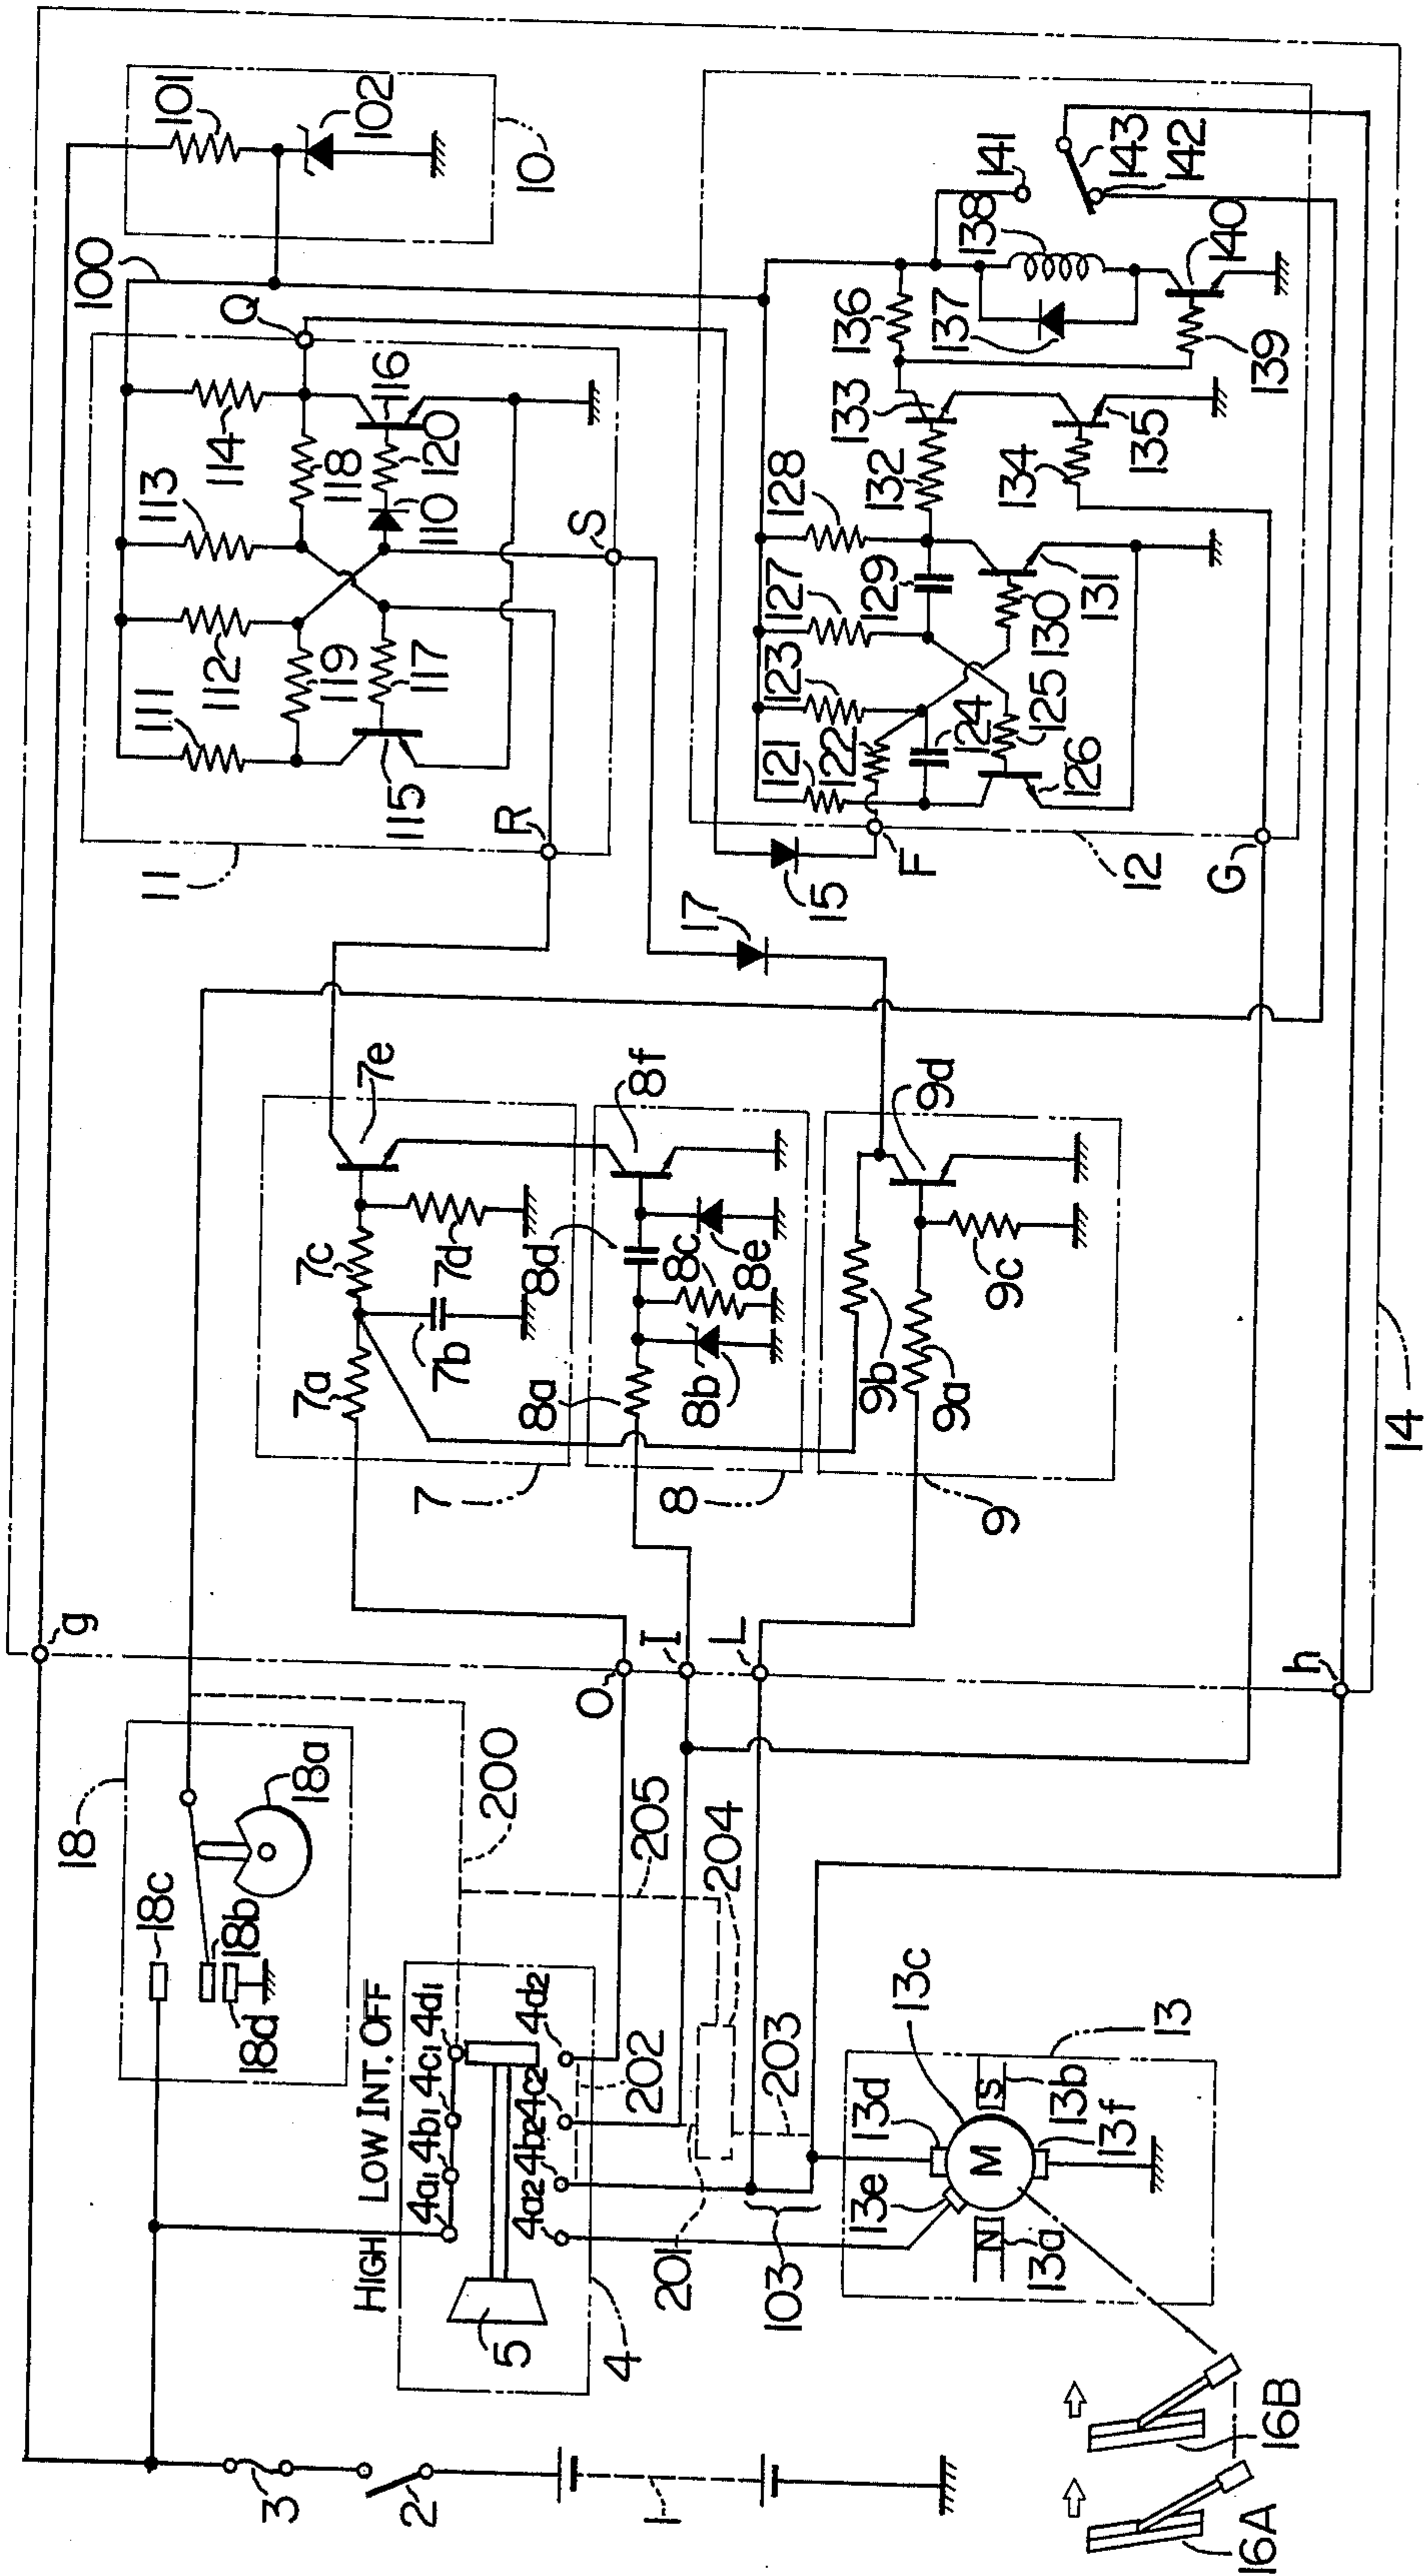 100
101
102
10
Q
114
113
112
111
118
116
120
110
119
117
115
S
R
11
17
15
F
G
12
121
122
123
124
125
126
127
128
129
130
131
132
133
134
135
136
137
138
139
140
141
142
143
14
g
h
O
I
L
7
7a
7b
7c
7d
7e
8
8a
8b
8c
8d
8e
8f
9
9a
9b
9c
9d
18
18a
18b
18c
18d
200
205
204
203
202
201
103
HIGH LOW INT. OFF
4a1 4b1 4c1 4d1
4a2 4b2 4c2 4d2
5
4
3
2
1
13
13a
13b
13c
13d
13e
13f
N
M
S
16A
16B